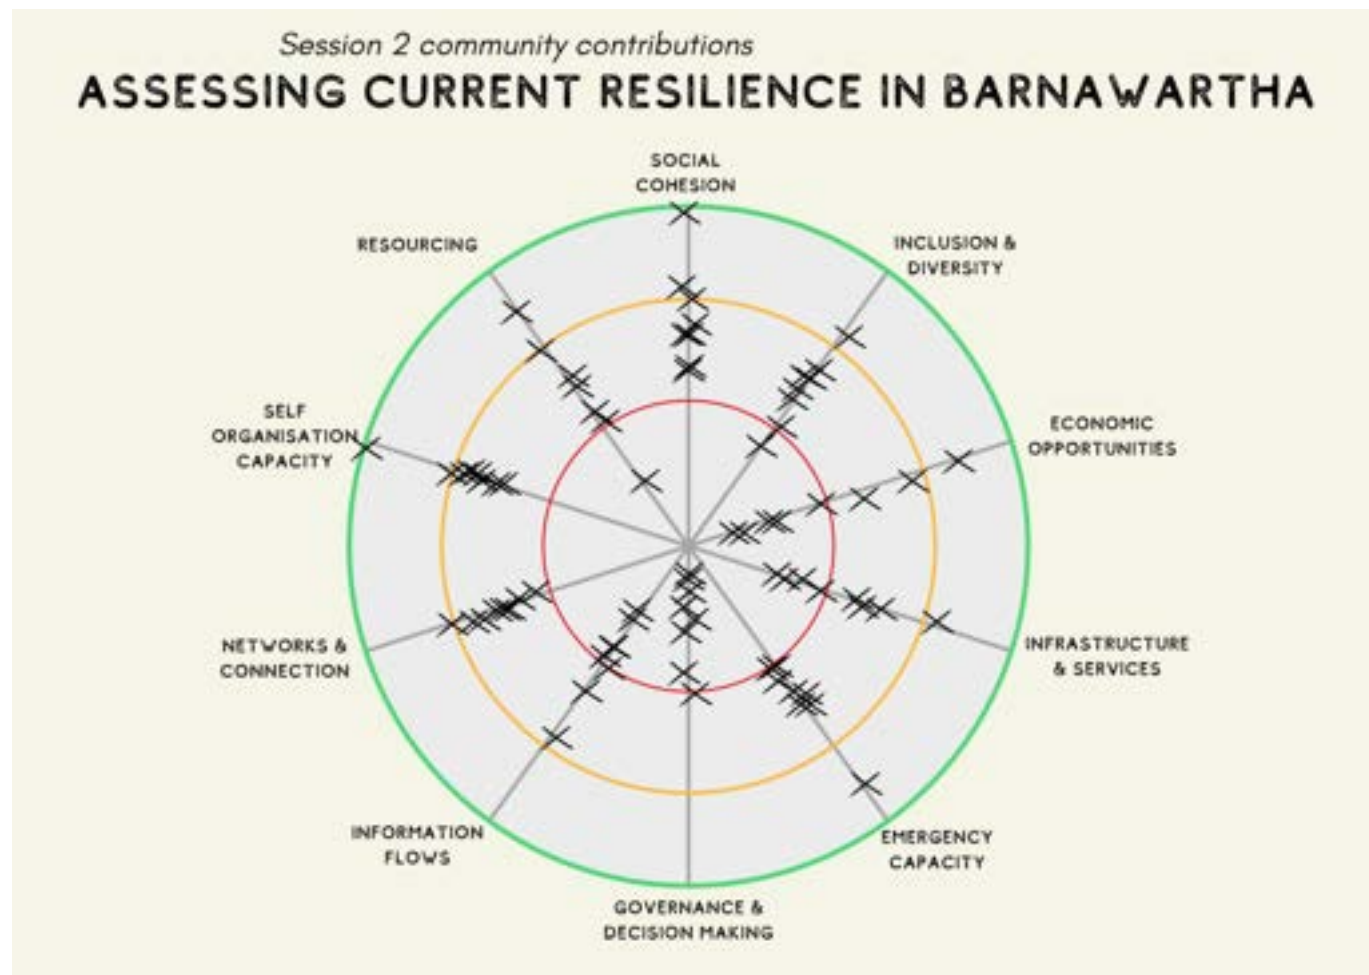 Session 2 community contributions
ASSESSING CURRENT RESILIENCE IN BARNAWARTHA
SOCIAL
COHESION
RESOURCING
INCLUSION &
DIVERSITY
SELF
ORGANISATION
CAPACITY
ECONOMIC
OPPORTUNITIES
NETWORKS &
CONNECTION
INFRASTRUCTURE
& SERVICES
INFORMATION
FLOWS
EMERGENCY
CAPACITY
GOVERNANCE &
DECISION MAKING